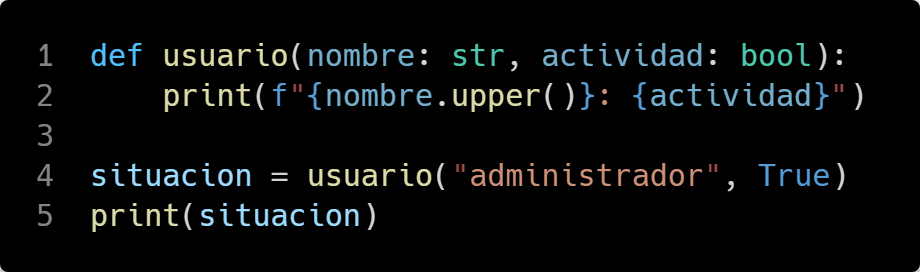 1 def usuario(nombre: str, actividad: bool):
2     print(f"{nombre.upper()}: {actividad}")
3
4 situacion = usuario("administrador", True)
5 print(situacion)